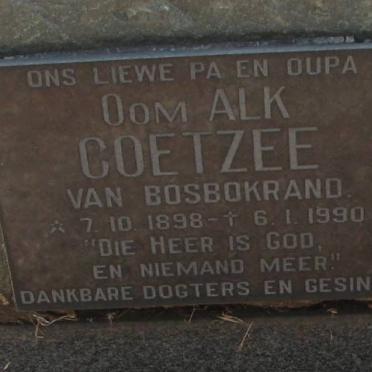 ONS LIEWE PA EN OUPA
OOM ALK
COETZEE
VAN BOSBOKRAND.
* 7.10.1898-† 6.1.1990
"DIE HEER IS GOD,
EN NIEMAND MEER."
DANKBARE DOGTERS EN GESIN